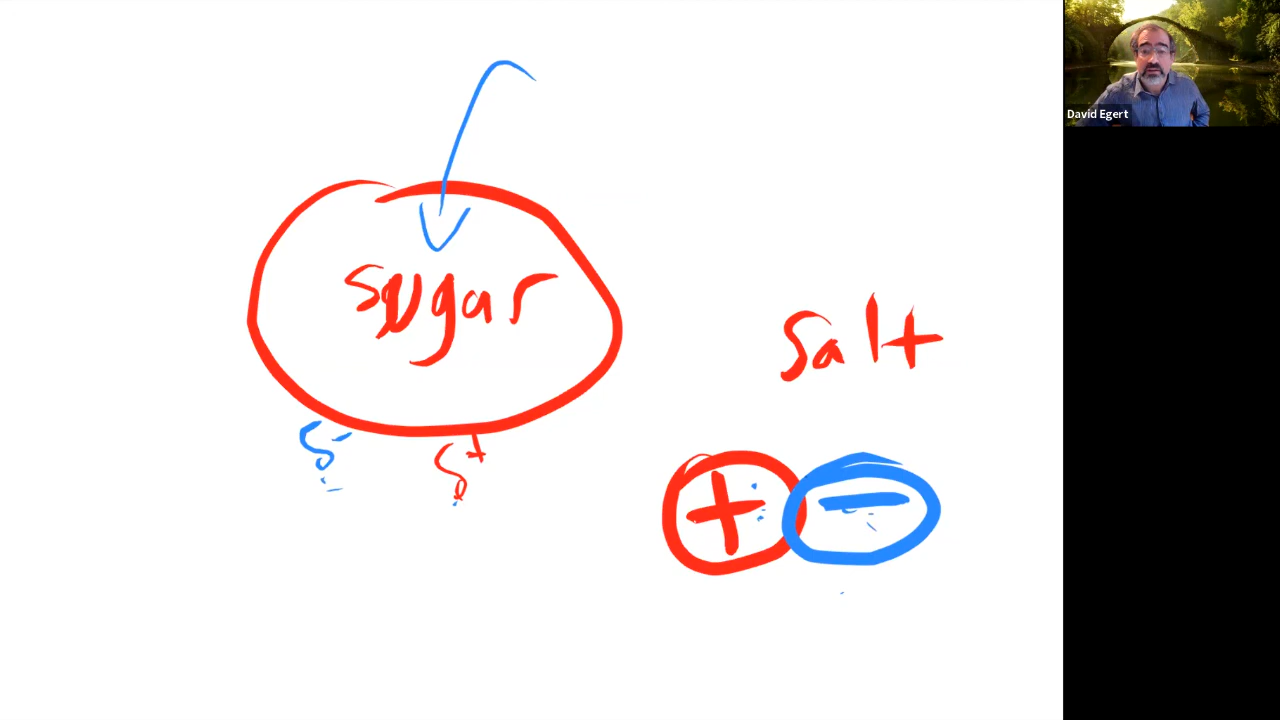 David Egert
sugar
salt
δ-
δ+
+ −